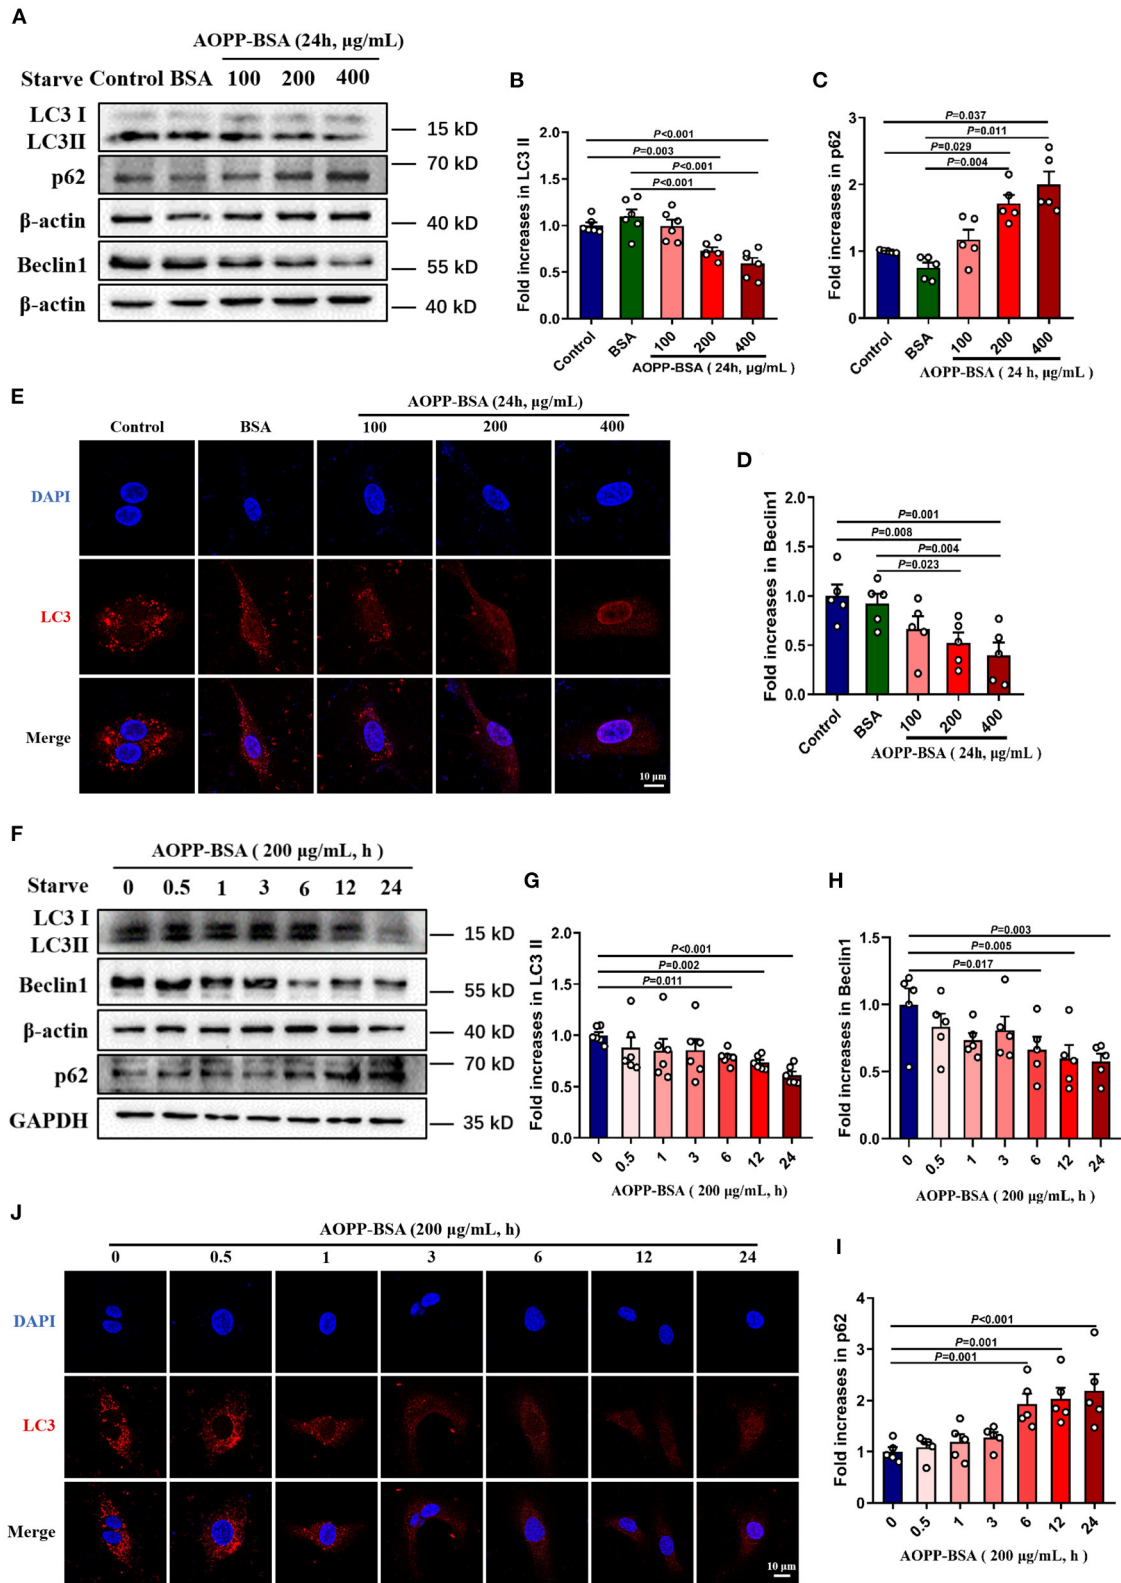 A
AOPP-BSA (24h, μg/mL)
Starve Control BSA 100 200 400
LC3 I
LC3II
15 kD
70 kD
p62
β-actin
40 kD
Beclin1
55 kD
β-actin
40 kD
B
Fold increases in LC3 II
2.0
1.5
1.0
0.5
0.0
P<0.001
P=0.003
P<0.001
P<0.001
Control
BSA
100
200
400
AOPP-BSA ( 24h, μg/mL )
C
Fold increases in p62
3
2
1
0
P=0.037
P=0.011
P=0.029
P=0.004
Control
BSA
100
200
400
AOPP-BSA ( 24 h, μg/mL )
E
AOPP-BSA (24h, μg/mL)
Control BSA 100 200 400
DAPI
LC3
Merge
10 μm
D
Fold increases in Beclin1
2.0
1.5
1.0
0.5
0.0
P=0.001
P=0.008
P=0.004
P=0.023
Control
BSA
100
200
400
AOPP-BSA ( 24h, μg/mL )
F
AOPP-BSA ( 200 μg/mL, h )
Starve 0 0.5 1 3 6 12 24
LC3 I
LC3II
15 kD
Beclin1
55 kD
β-actin
40 kD
70 kD
p62
GAPDH
35 kD
G
Fold increases in LC3 II
2.0
1.5
1.0
0.5
0.0
P<0.001
P=0.002
P=0.011
0
0.5
1
3
6
12
24
AOPP-BSA ( 200 μg/mL, h)
H
Fold increases in Beclin1
1.5
1.0
0.5
0.0
P=0.003
P=0.005
P=0.017
0
0.5
1
3
6
12
24
AOPP-BSA ( 200 μg/mL, h )
J
AOPP-BSA (200 μg/mL, h)
0 0.5 1 3 6 12 24
DAPI
LC3
Merge
10 μm
I
Fold increases in p62
4
3
2
1
0
P<0.001
P=0.001
P=0.001
0
0.5
1
3
6
12
24
AOPP-BSA ( 200 μg/mL, h )